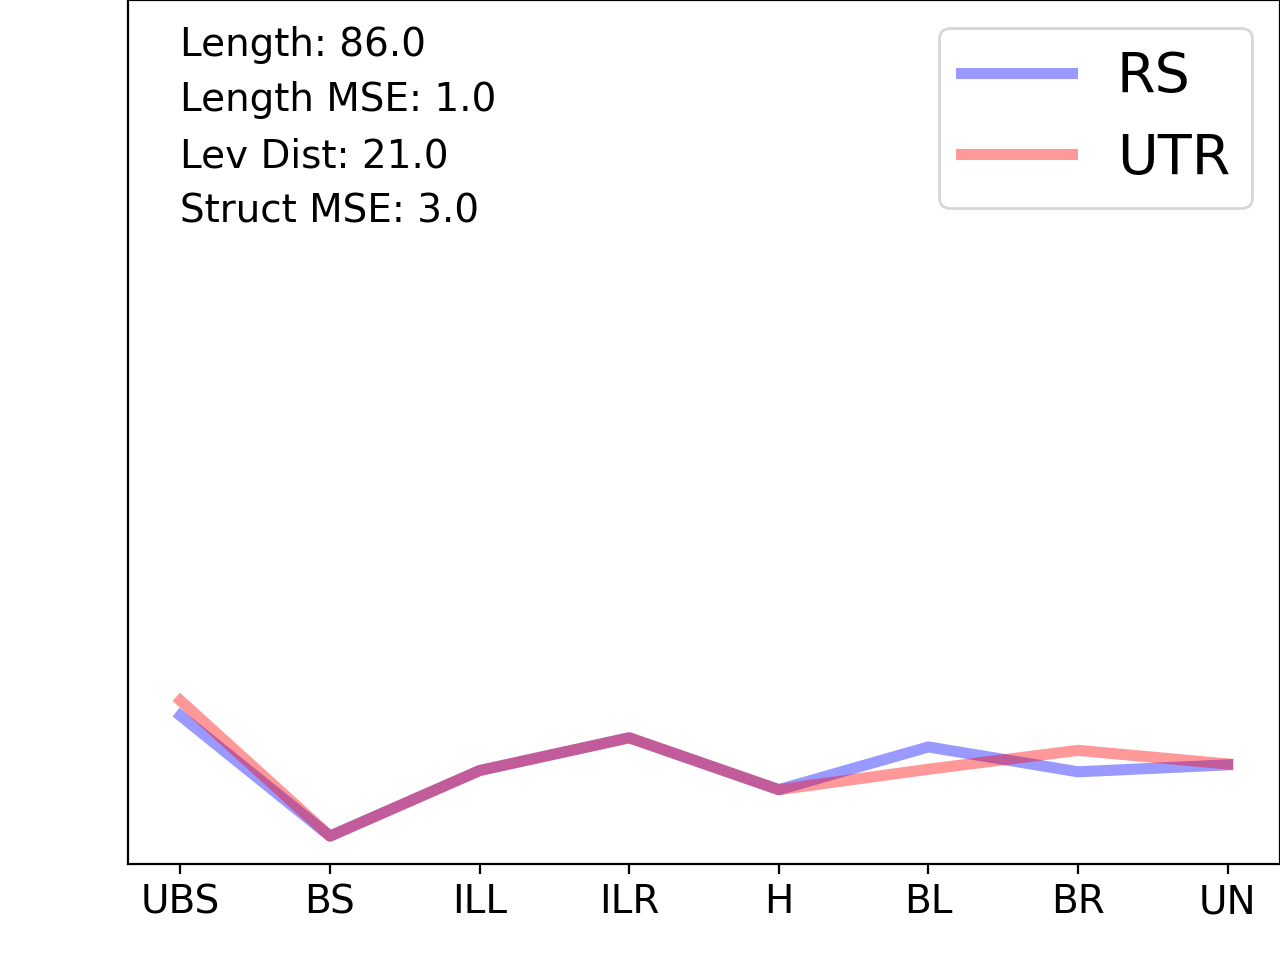 Length: 86.0
Length MSE: 1.0
Lev Dist: 21.0
Struct MSE: 3.0
RS
UTR
UBS BS ILL ILR H BL BR UN